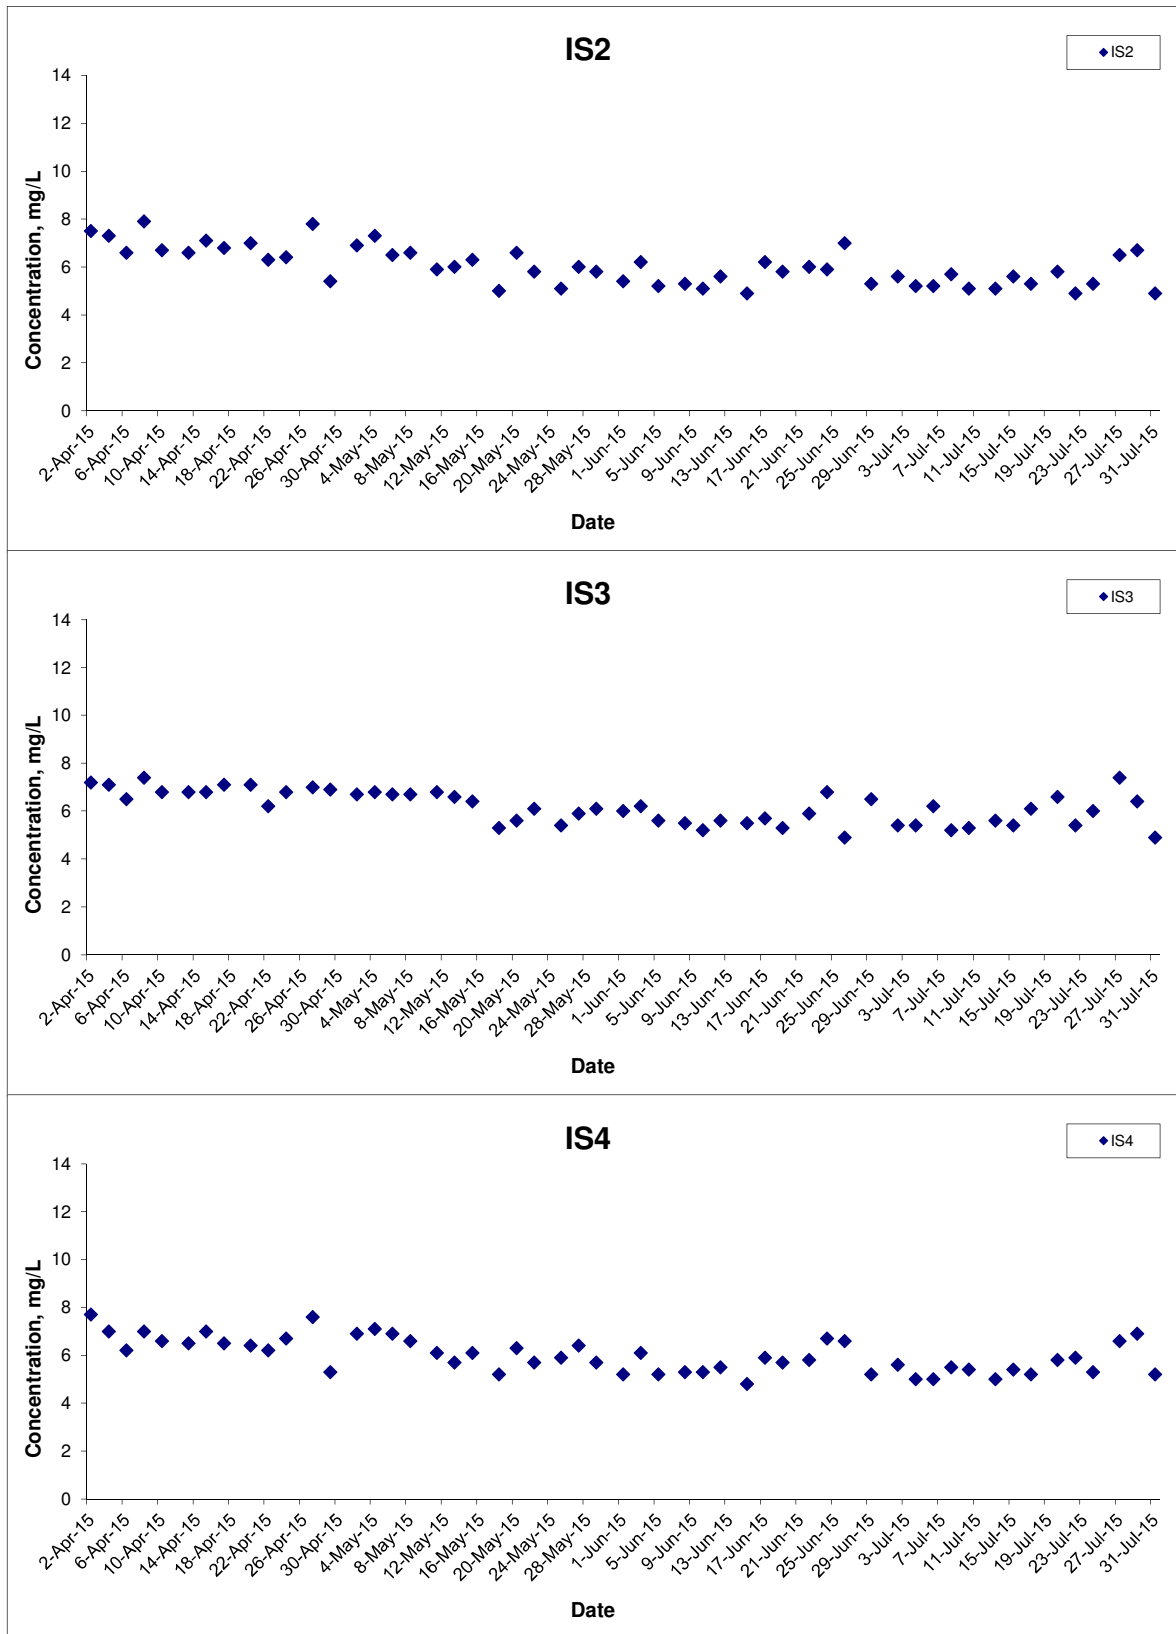 IS2
IS2
Concentration, mg/L
14
12
10
8
6
4
2
0
2-Apr-15
6-Apr-15
10-Apr-15
14-Apr-15
18-Apr-15
22-Apr-15
26-Apr-15
30-Apr-15
4-May-15
8-May-15
12-May-15
16-May-15
20-May-15
24-May-15
28-May-15
1-Jun-15
5-Jun-15
9-Jun-15
13-Jun-15
17-Jun-15
21-Jun-15
25-Jun-15
29-Jun-15
3-Jul-15
7-Jul-15
11-Jul-15
15-Jul-15
19-Jul-15
23-Jul-15
27-Jul-15
31-Jul-15
Date
IS3
IS3
Concentration, mg/L
14
12
10
8
6
4
2
0
2-Apr-15
6-Apr-15
10-Apr-15
14-Apr-15
18-Apr-15
22-Apr-15
26-Apr-15
30-Apr-15
4-May-15
8-May-15
12-May-15
16-May-15
20-May-15
24-May-15
28-May-15
1-Jun-15
5-Jun-15
9-Jun-15
13-Jun-15
17-Jun-15
21-Jun-15
25-Jun-15
29-Jun-15
3-Jul-15
7-Jul-15
11-Jul-15
15-Jul-15
19-Jul-15
23-Jul-15
27-Jul-15
31-Jul-15
Date
IS4
IS4
Concentration, mg/L
14
12
10
8
6
4
2
0
2-Apr-15
6-Apr-15
10-Apr-15
14-Apr-15
18-Apr-15
22-Apr-15
26-Apr-15
30-Apr-15
4-May-15
8-May-15
12-May-15
16-May-15
20-May-15
24-May-15
28-May-15
1-Jun-15
5-Jun-15
9-Jun-15
13-Jun-15
17-Jun-15
21-Jun-15
25-Jun-15
29-Jun-15
3-Jul-15
7-Jul-15
11-Jul-15
15-Jul-15
19-Jul-15
23-Jul-15
27-Jul-15
31-Jul-15
Date